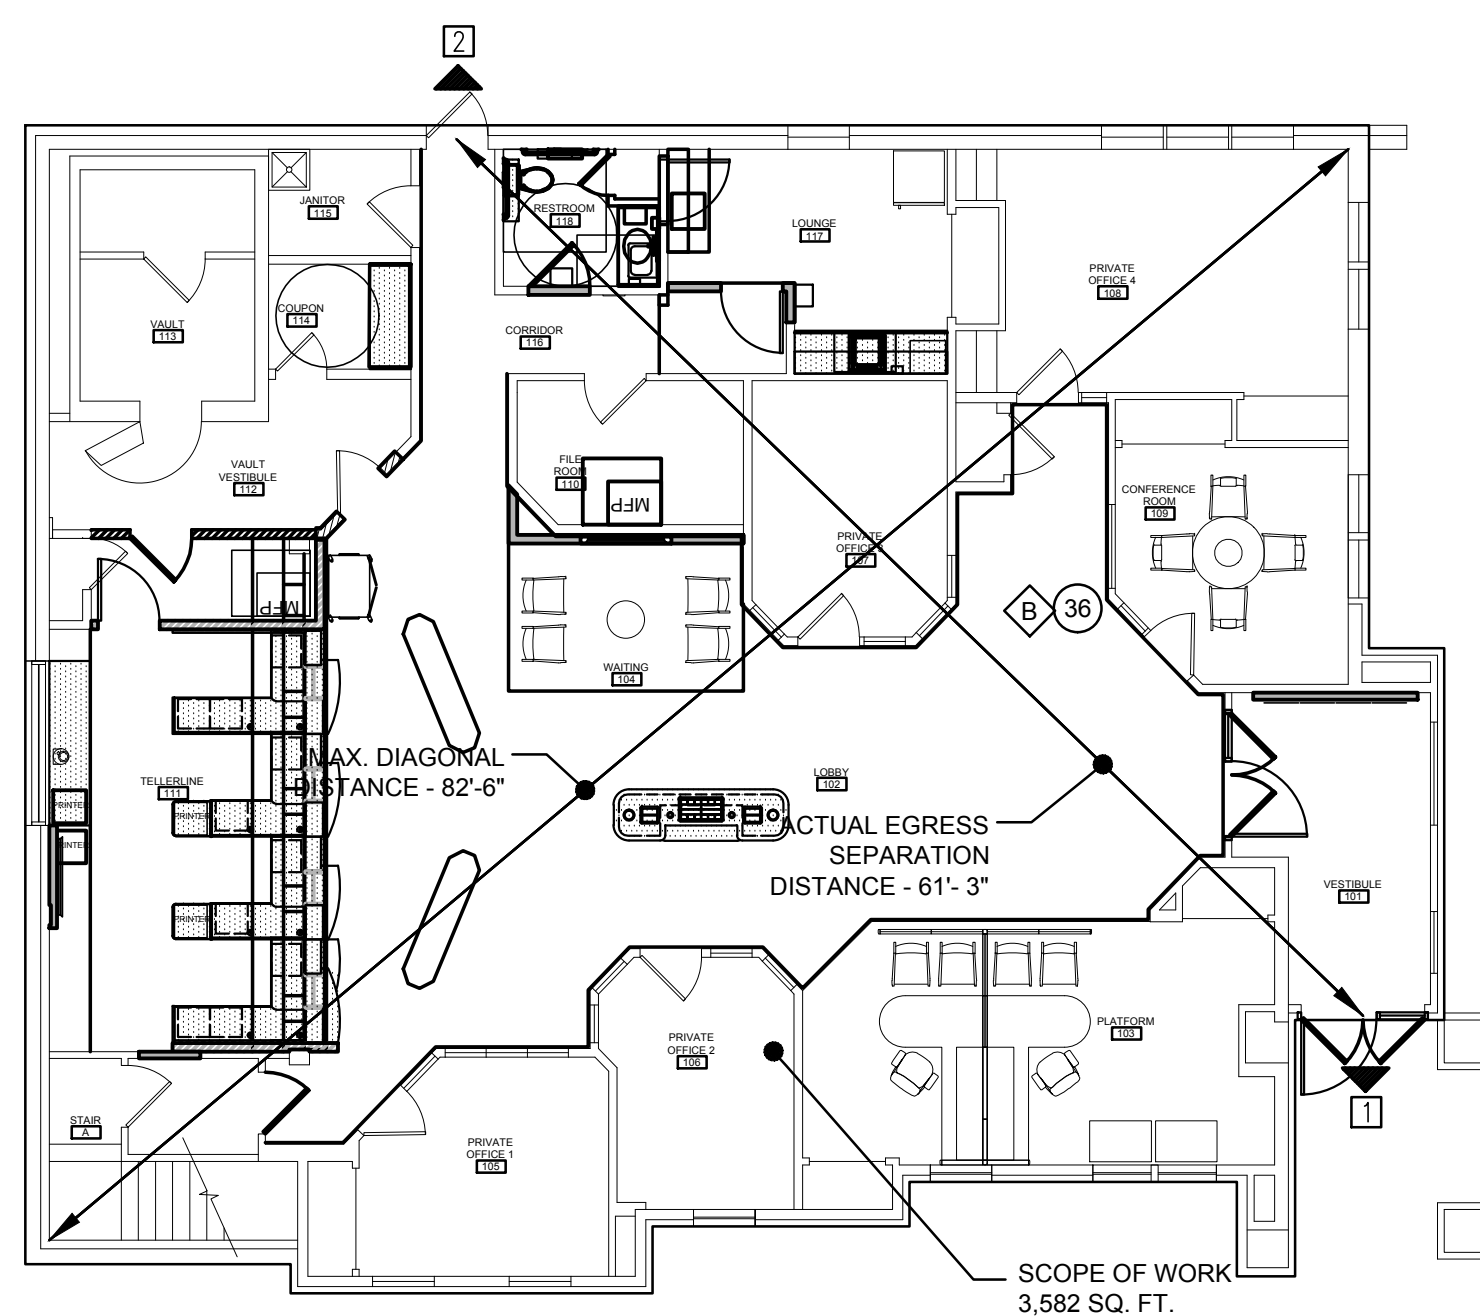 2
JANITOR
115
RESTROOM
118
LOUNGE
117
PRIVATE
OFFICE 4
108
VAULT
113
COUPON
114
CORRIDOR
116
VAULT
VESTIBULE
112
FILE
ROOM
110
MFP
CONFERENCE
ROOM
109
PRIVATE
OFFICE 3
107
MFP
B
36
WAITING
104
MAX. DIAGONAL
DISTANCE - 82'-6"
LOBBY
102
TELLERLINE
111
PRINTER
PRINTER
PRINTER
PRINTER
ACTUAL EGRESS
SEPARATION
DISTANCE - 61'- 3"
VESTIBULE
101
PRIVATE
OFFICE 2
106
PLATFORM
103
1
STAIR
A
PRIVATE
OFFICE 1
105
SCOPE OF WORK
3,582 SQ. FT.